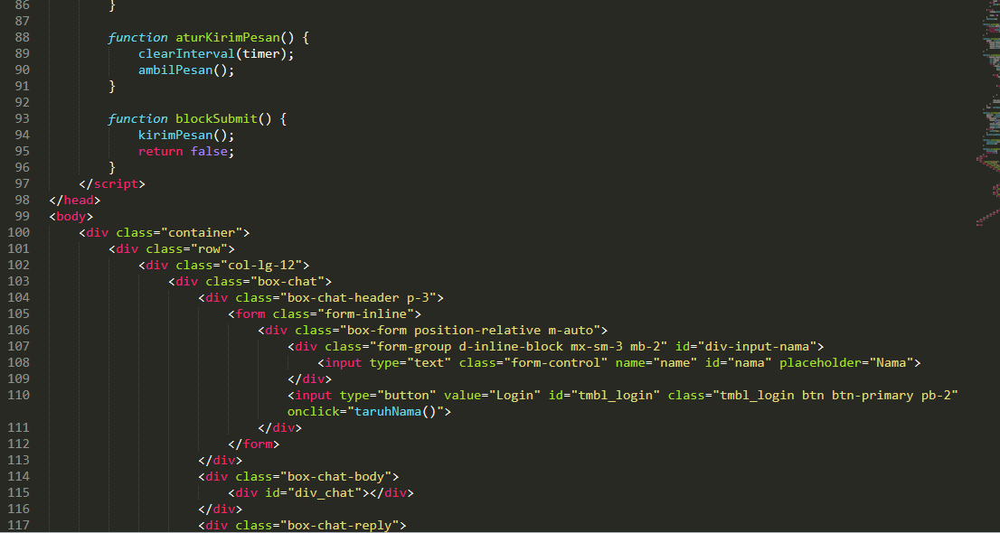 86 }
87
88 function aturKirimPesan() {
89 clearInterval(timer);
90 ambilPesan();
91 }
92
93 function blockSubmit() {
94 kirimPesan();
95 return false;
96 }
97 </script>
98 </head>
99 <body>
100 <div class="container">
101 <div class="row">
102 <div class="col-lg-12">
103 <div class="box-chat">
104 <div class="box-chat-header p-3">
105 <form class="form-inline">
106 <div class="box-form position-relative m-auto">
107 <div class="form-group d-inline-block mx-sm-3 mb-2" id="div-input-nama">
108 <input type="text" class="form-control" name="name" id="nama" placeholder="Nama">
109 </div>
110 <input type="button" value="Login" id="tmbl_login" class="tmbl_login btn btn-primary pb-2"
onclick="taruhNama()">
111 </div>
112 </form>
113 </div>
114 <div class="box-chat-body">
115 <div id="div_chat"></div>
116 </div>
117 <div class="box-chat-reply">